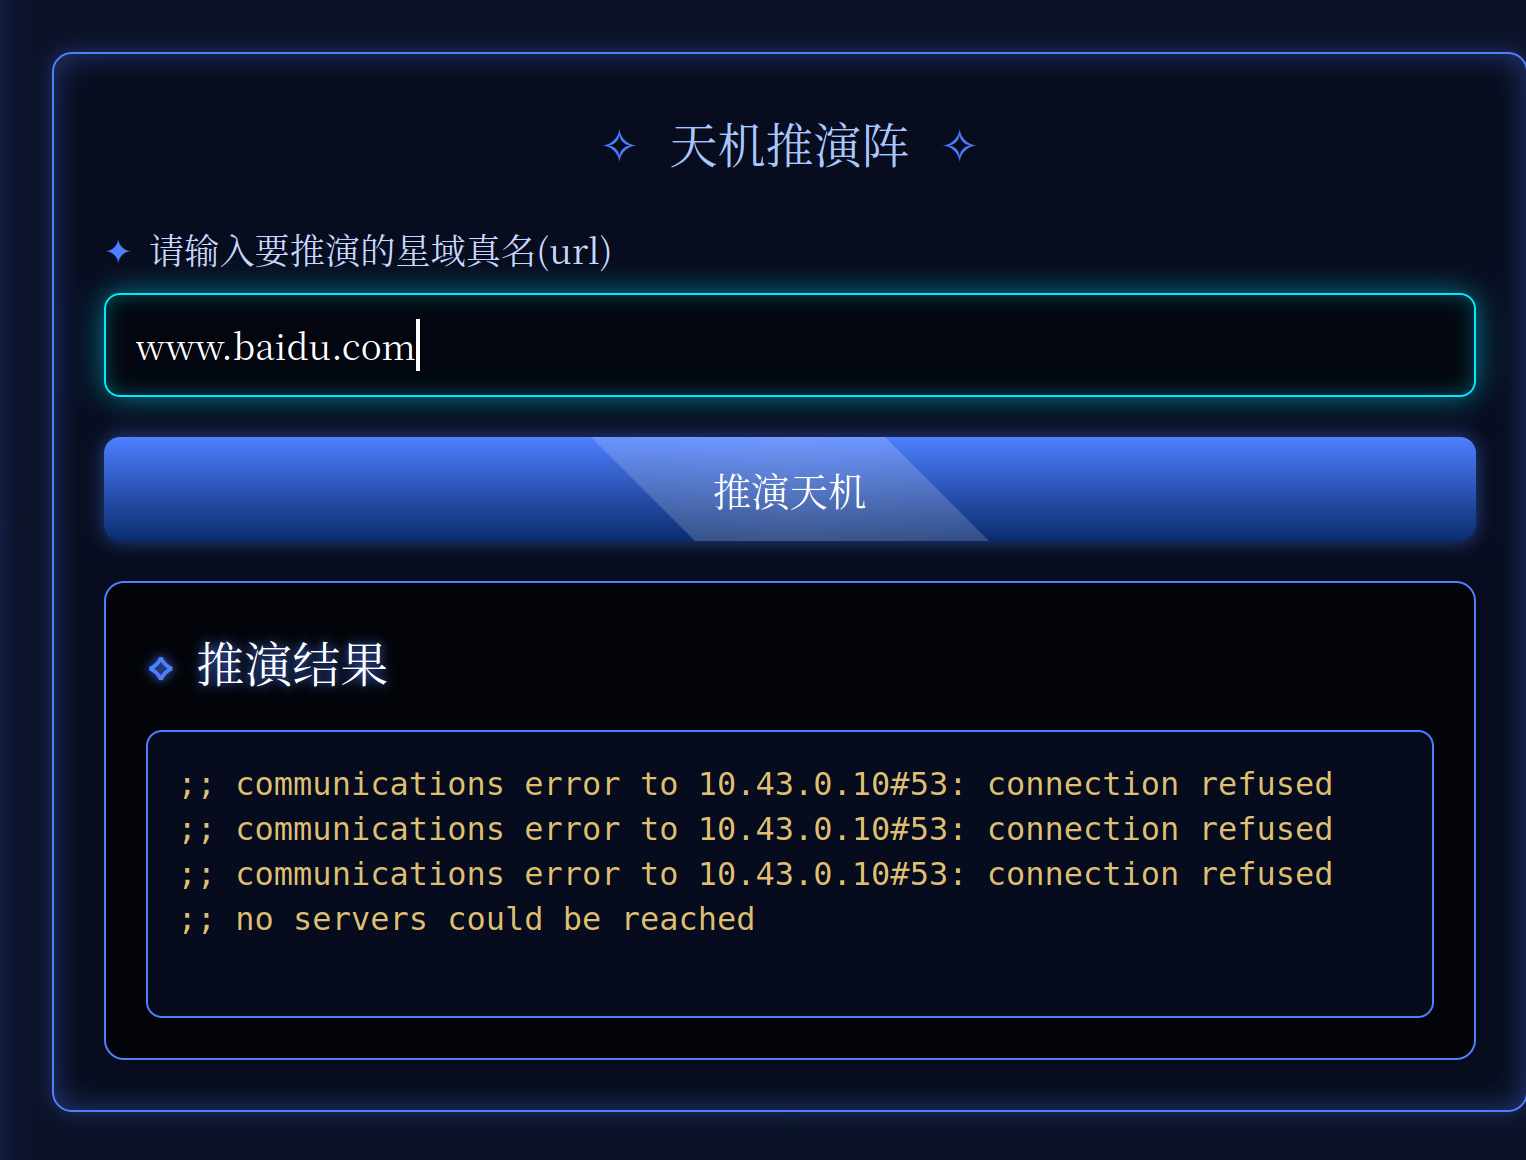 ✧ 天机推演阵 ✧
✦ 请输入要推演的星域真名(url)
www.baidu.com
推演天机
推演结果
;; communications error to 10.43.0.10#53: connection refused
;; communications error to 10.43.0.10#53: connection refused
;; communications error to 10.43.0.10#53: connection refused
;; no servers could be reached